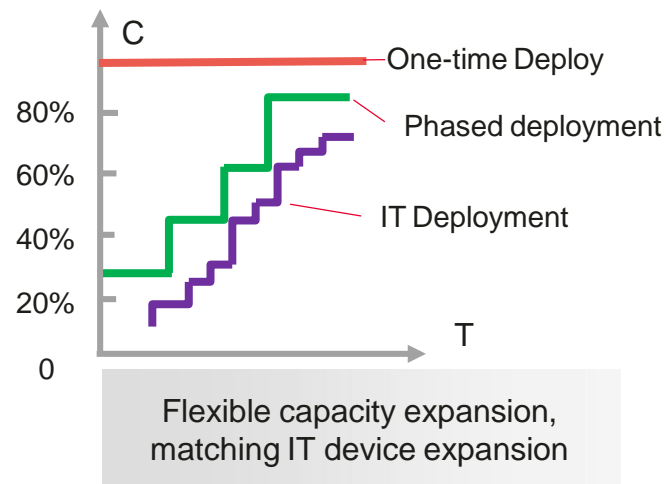 C
One-time Deploy
80%
Phased deployment
60%
IT Deployment
40%
20%
T
0
Flexible capacity expansion,
matching IT device expansion